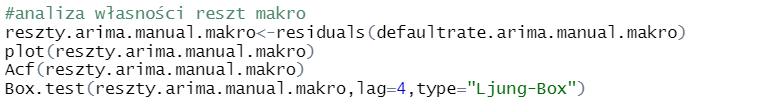 #analiza własności reszt makro
reszty.arima.manual.makro<-residuals(defaultrate.arima.manual.makro)
plot(reszty.arima.manual.makro)
Acf(reszty.arima.manual.makro)
Box.test(reszty.arima.manual.makro,lag=4,type="Ljung-Box")